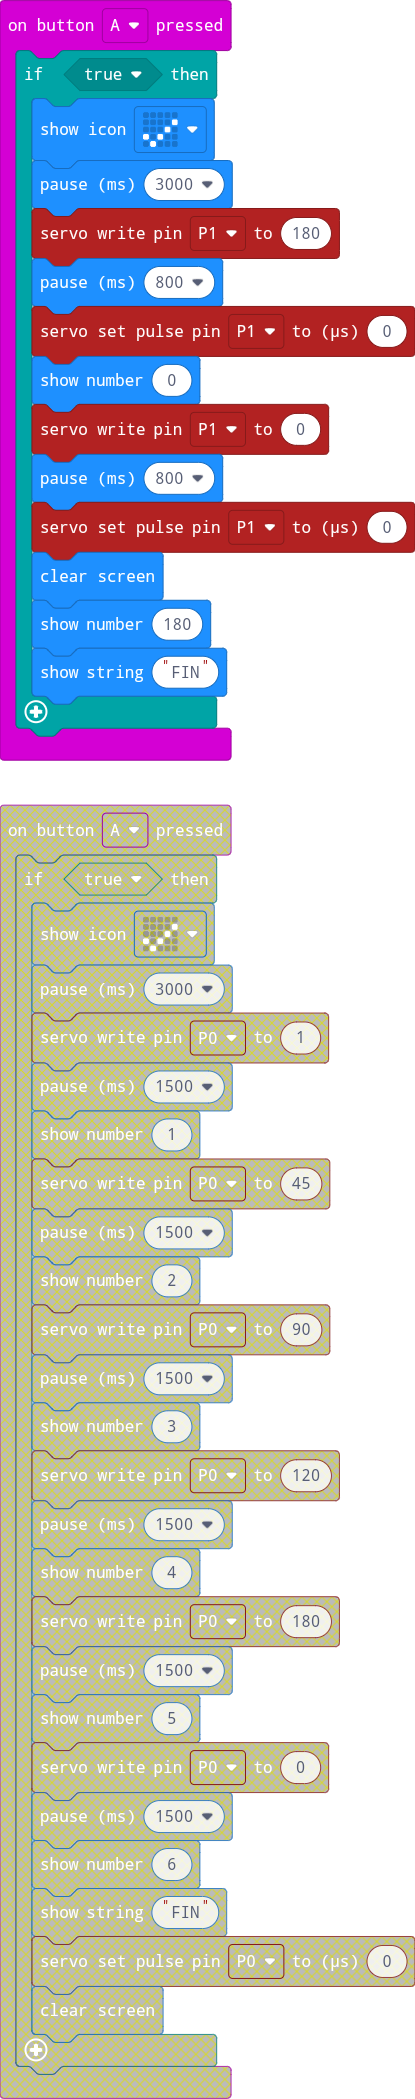 on button A pressed
if true then
show icon
pause (ms) 3000
servo write pin P1 to 180
pause (ms) 800
servo set pulse pin P1 to (µs) 0
show number 0
servo write pin P1 to 0
pause (ms) 800
servo set pulse pin P1 to (µs) 0
clear screen
show number 180
show string "FIN"
on button A pressed
if true then
show icon
pause (ms) 3000
servo write pin P0 to 1
pause (ms) 1500
show number 1
servo write pin P0 to 45
pause (ms) 1500
show number 2
servo write pin P0 to 90
pause (ms) 1500
show number 3
servo write pin P0 to 120
pause (ms) 1500
show number 4
servo write pin P0 to 180
pause (ms) 1500
show number 5
servo write pin P0 to 0
pause (ms) 1500
show number 6
show string "FIN"
servo set pulse pin P0 to (µs) 0
clear screen